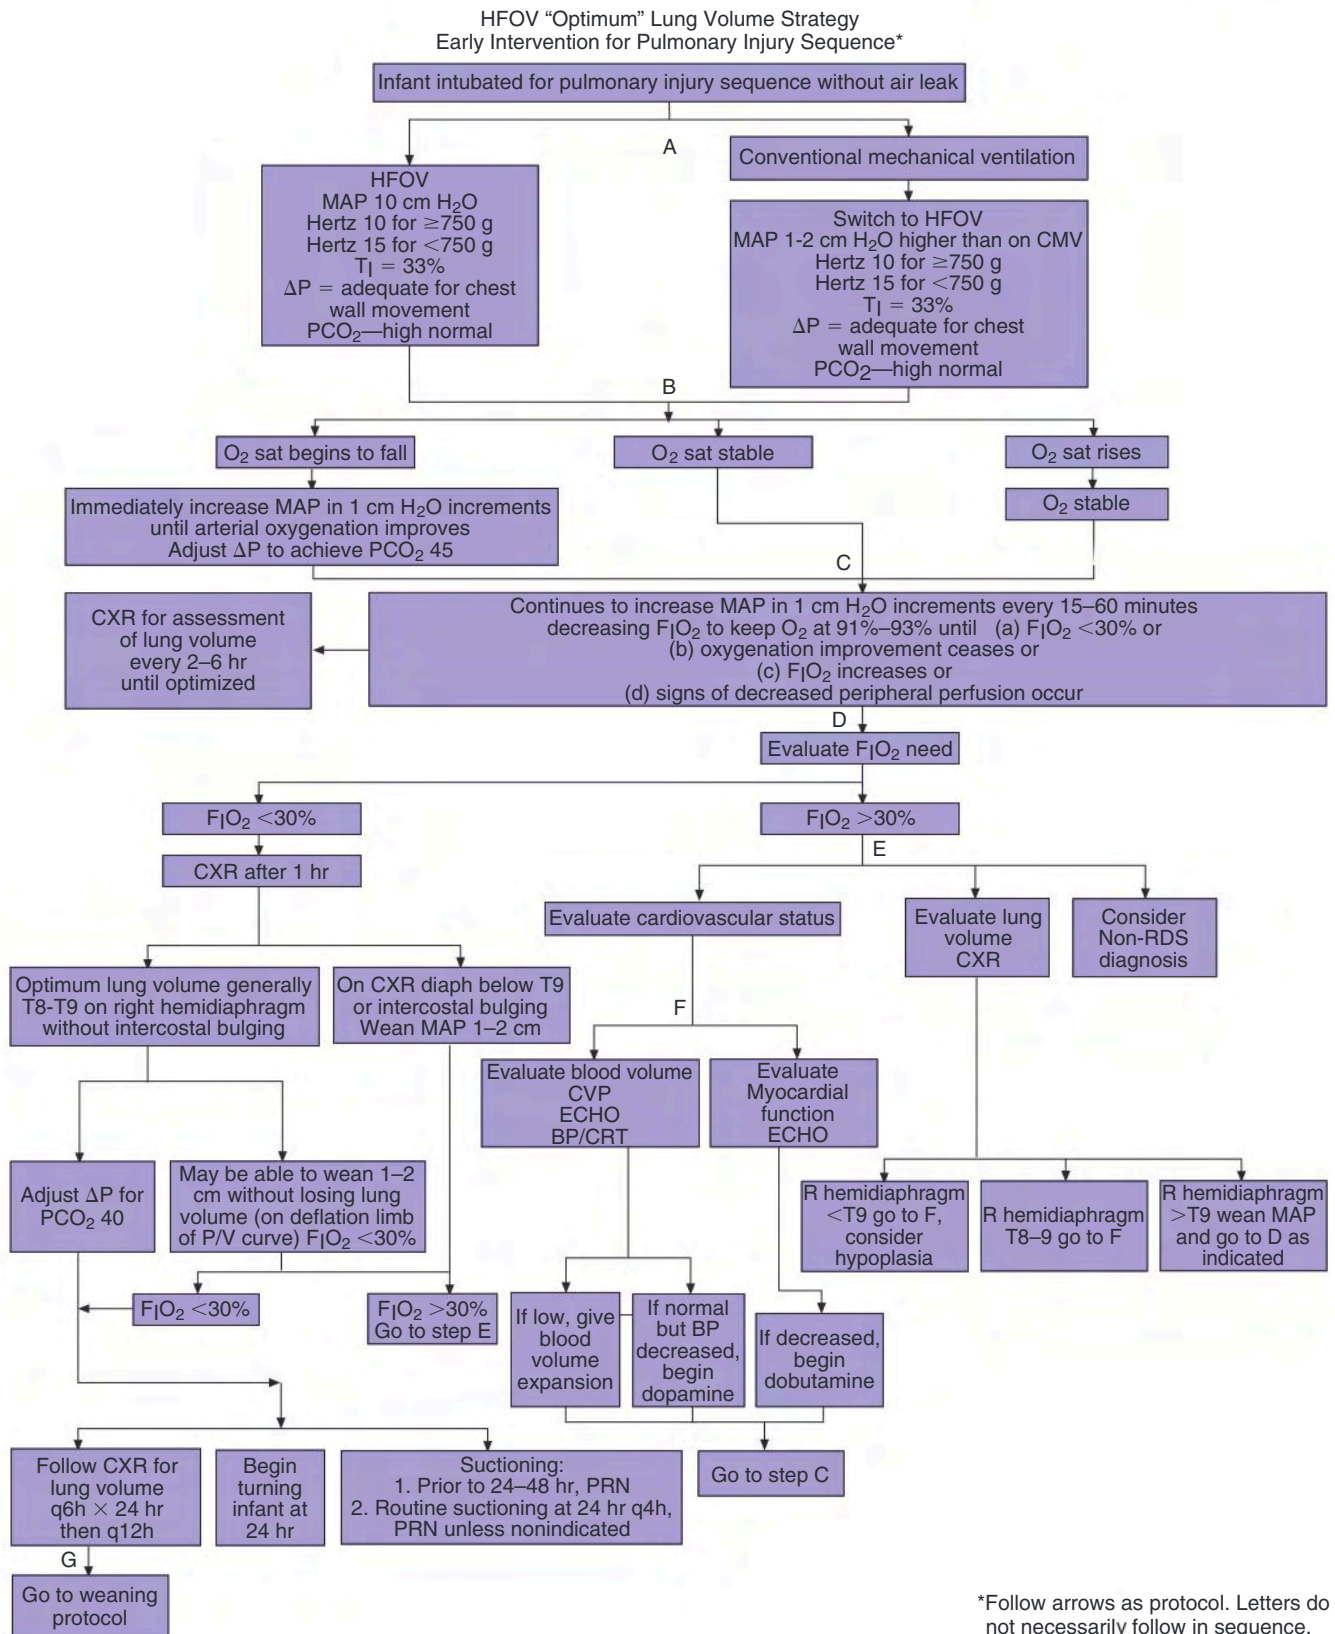 HFOV “Optimum” Lung Volume Strategy
Early Intervention for Pulmonary Injury Sequence*
Infant intubated for pulmonary injury sequence without air leak
A
HFOV
MAP 10 cm H₂O
Hertz 10 for ≥750 g
Hertz 15 for <750 g
Tı = 33%
ΔP = adequate for chest
wall movement
PCO₂—high normal
Conventional mechanical ventilation
Switch to HFOV
MAP 1-2 cm H₂O higher than on CMV
Hertz 10 for ≥750 g
Hertz 15 for <750 g
Tı = 33%
ΔP = adequate for chest
wall movement
PCO₂—high normal
B
O₂ sat begins to fall
O₂ sat stable
O₂ sat rises
Immediately increase MAP in 1 cm H₂O increments
until arterial oxygenation improves
Adjust ΔP to achieve PCO₂ 45
O₂ stable
C
CXR for assessment
of lung volume
every 2–6 hr
until optimized
Continues to increase MAP in 1 cm H₂O increments every 15–60 minutes
decreasing FıO₂ to keep O₂ at 91%–93% until (a) FıO₂ <30% or
(b) oxygenation improvement ceases or
(c) FıO₂ increases or
(d) signs of decreased peripheral perfusion occur
D
Evaluate FıO₂ need
FıO₂ <30%
FıO₂ >30%
CXR after 1 hr
E
Evaluate cardiovascular status
Evaluate lung
volume
CXR
Consider
Non-RDS
diagnosis
Optimum lung volume generally
T8-T9 on right hemidiaphragm
without intercostal bulging
On CXR diaph below T9
or intercostal bulging
Wean MAP 1–2 cm
F
Evaluate blood volume
CVP
ECHO
BP/CRT
Evaluate
Myocardial
function
ECHO
Adjust ΔP for
PCO₂ 40
May be able to wean 1–2
cm without losing lung
volume (on deflation limb
of P/V curve) FıO₂ <30%
R hemidiaphragm
<T9 go to F,
consider
hypoplasia
R hemidiaphragm
T8–9 go to F
R hemidiaphragm
>T9 wean MAP
and go to D as
indicated
FıO₂ <30%
FıO₂ >30%
Go to step E
If low, give
blood
volume
expansion
If normal
but BP
decreased,
begin
dopamine
If decreased,
begin
dobutamine
Go to step C
Follow CXR for
lung volume
q6h × 24 hr
then q12h
Begin
turning
infant at
24 hr
Suctioning:
1. Prior to 24–48 hr, PRN
2. Routine suctioning at 24 hr q4h,
PRN unless nonindicated
G
Go to weaning
protocol
*Follow arrows as protocol. Letters do
not necessarily follow in sequence.